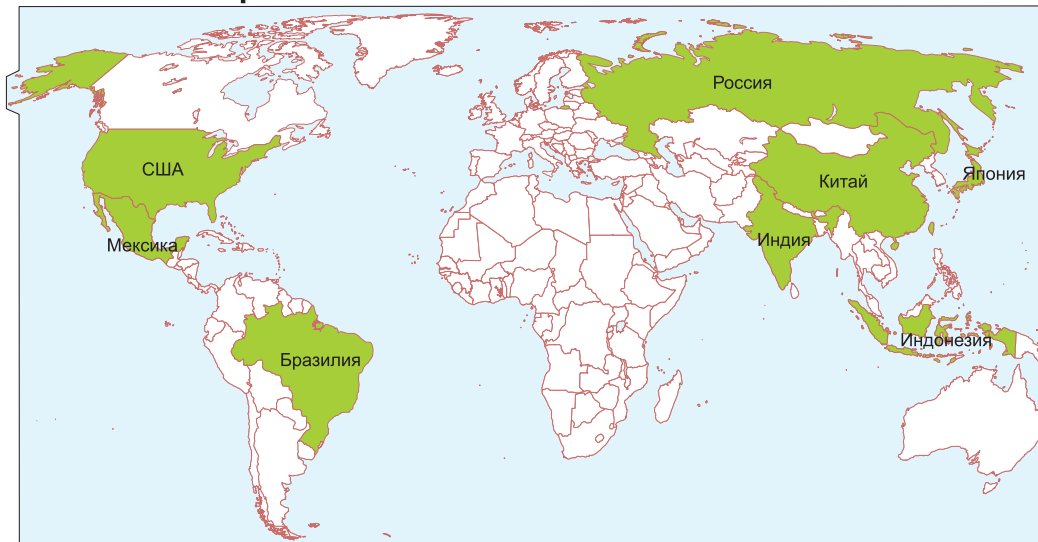 Россия
США
Китай
Япония
Мексика
Индия
Индонезия
Бразилия